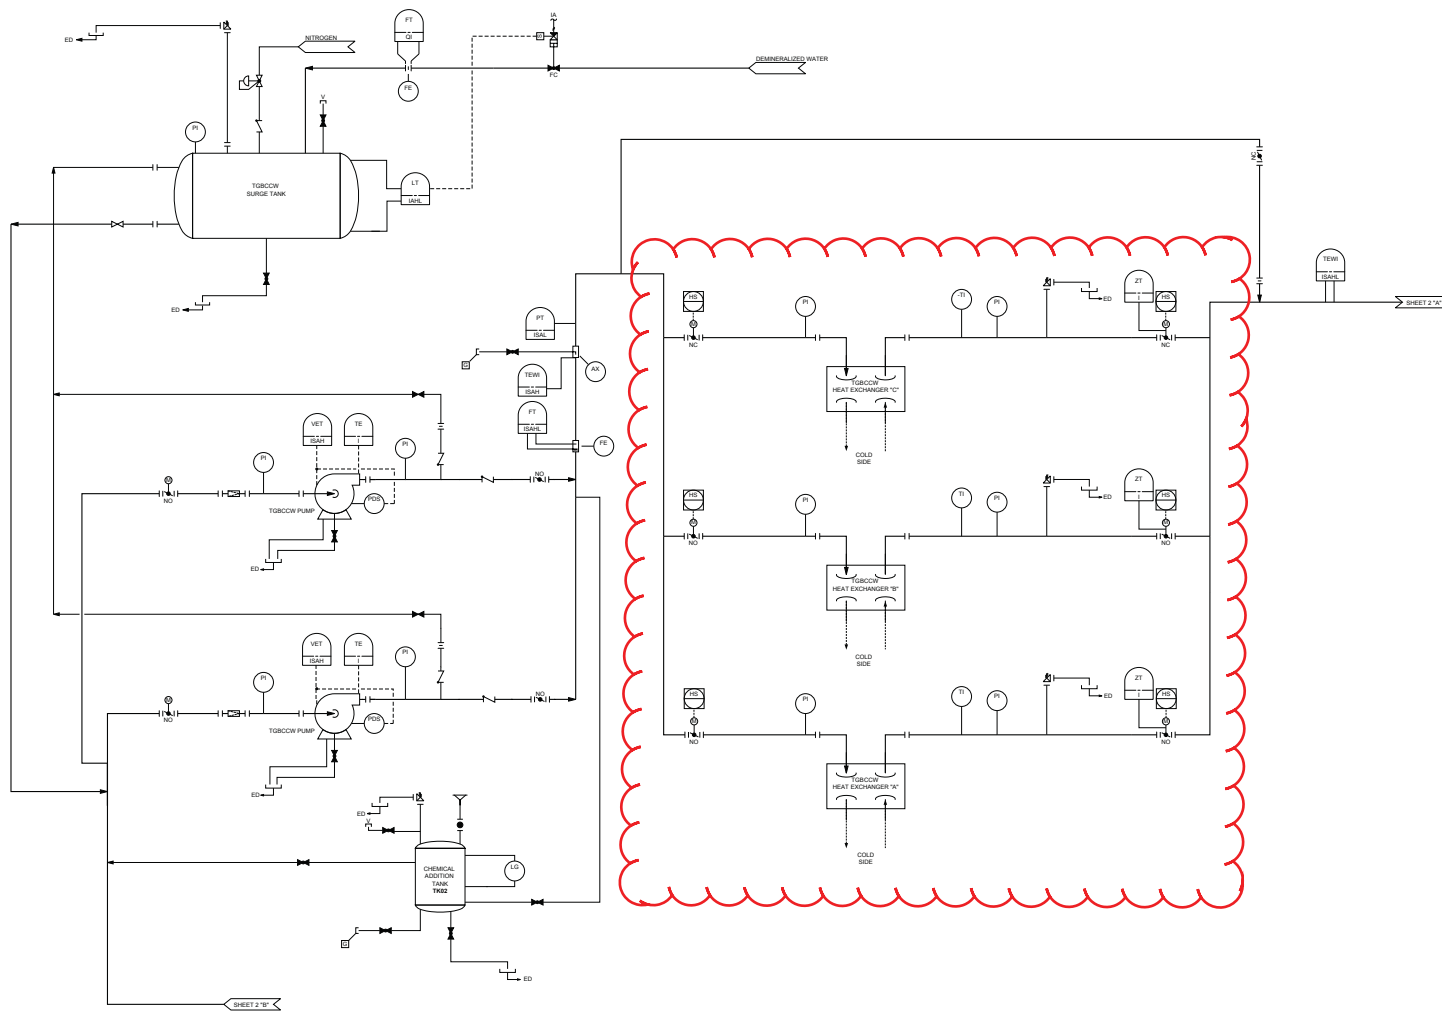 ED
NITROGEN
FT
QI
IA
S
DEMINERALIZED WATER
FE
FC
V
PI
TGBCCW
SURGE TANK
LT
IAHL
NC
TEWI
ISAHL
SHEET 2 "A"
ED
PT
ISAL
G
AX
TEWI
ISAH
FT
ISAHL
FE
HS
M
NC
PI
-TI
PI
ED
ZT
I
HS
M
NC
TGBCCW
HEAT EXCHANGER "C"
COLD
SIDE
VET
ISAH
TE
I
PI
PI
M
NO
PDS
NO
TGBCCW PUMP
ED
HS
M
NO
PI
TI
PI
ED
ZT
I
HS
M
NO
TGBCCW
HEAT EXCHANGER "B"
COLD
SIDE
VET
ISAH
TE
I
PI
PI
M
NO
PDS
NO
TGBCCW PUMP
ED
HS
M
NO
PI
TI
PI
ED
ZT
I
HS
M
NO
TGBCCW
HEAT EXCHANGER "A"
COLD
SIDE
ED
V
CHEMICAL
ADDITION
TANK
TK02
LG
G
ED
SHEET 2 "B"